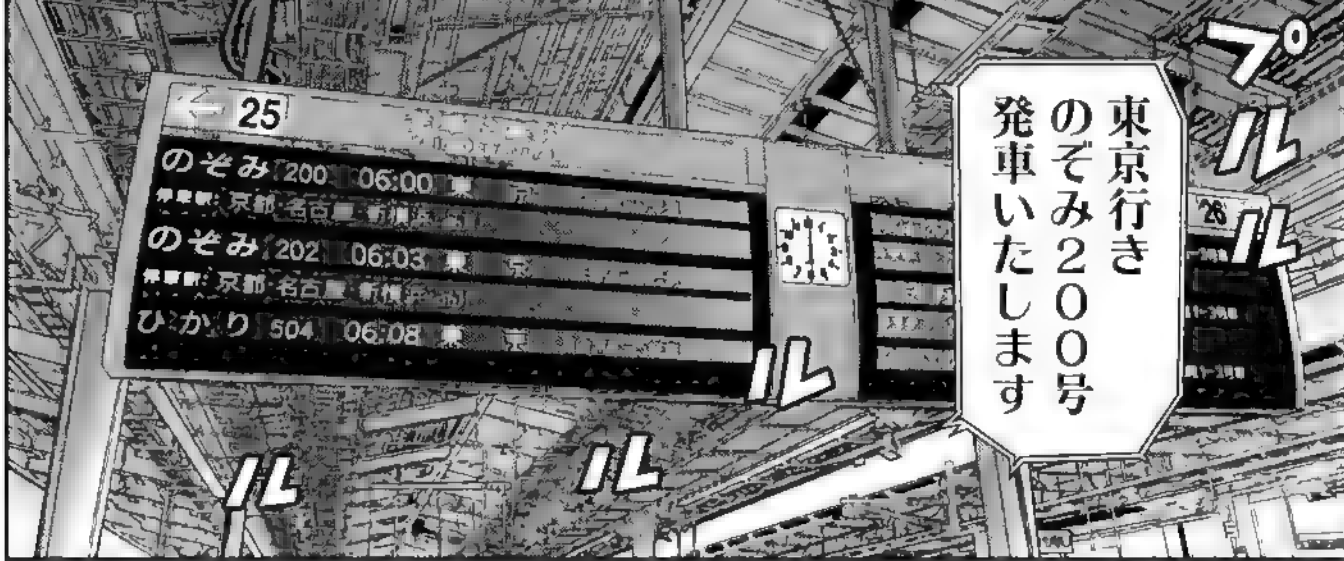 東京行き
のぞみ200号
発車いたします
プルル
ル
ル
ル
ル
25
のぞみ 200 06:00 東京
停車駅: 京都 名古屋 新横浜
のぞみ 202 06:03 東京
停車駅: 京都 名古屋 新横浜
ひかり 504 06:08 東京
26